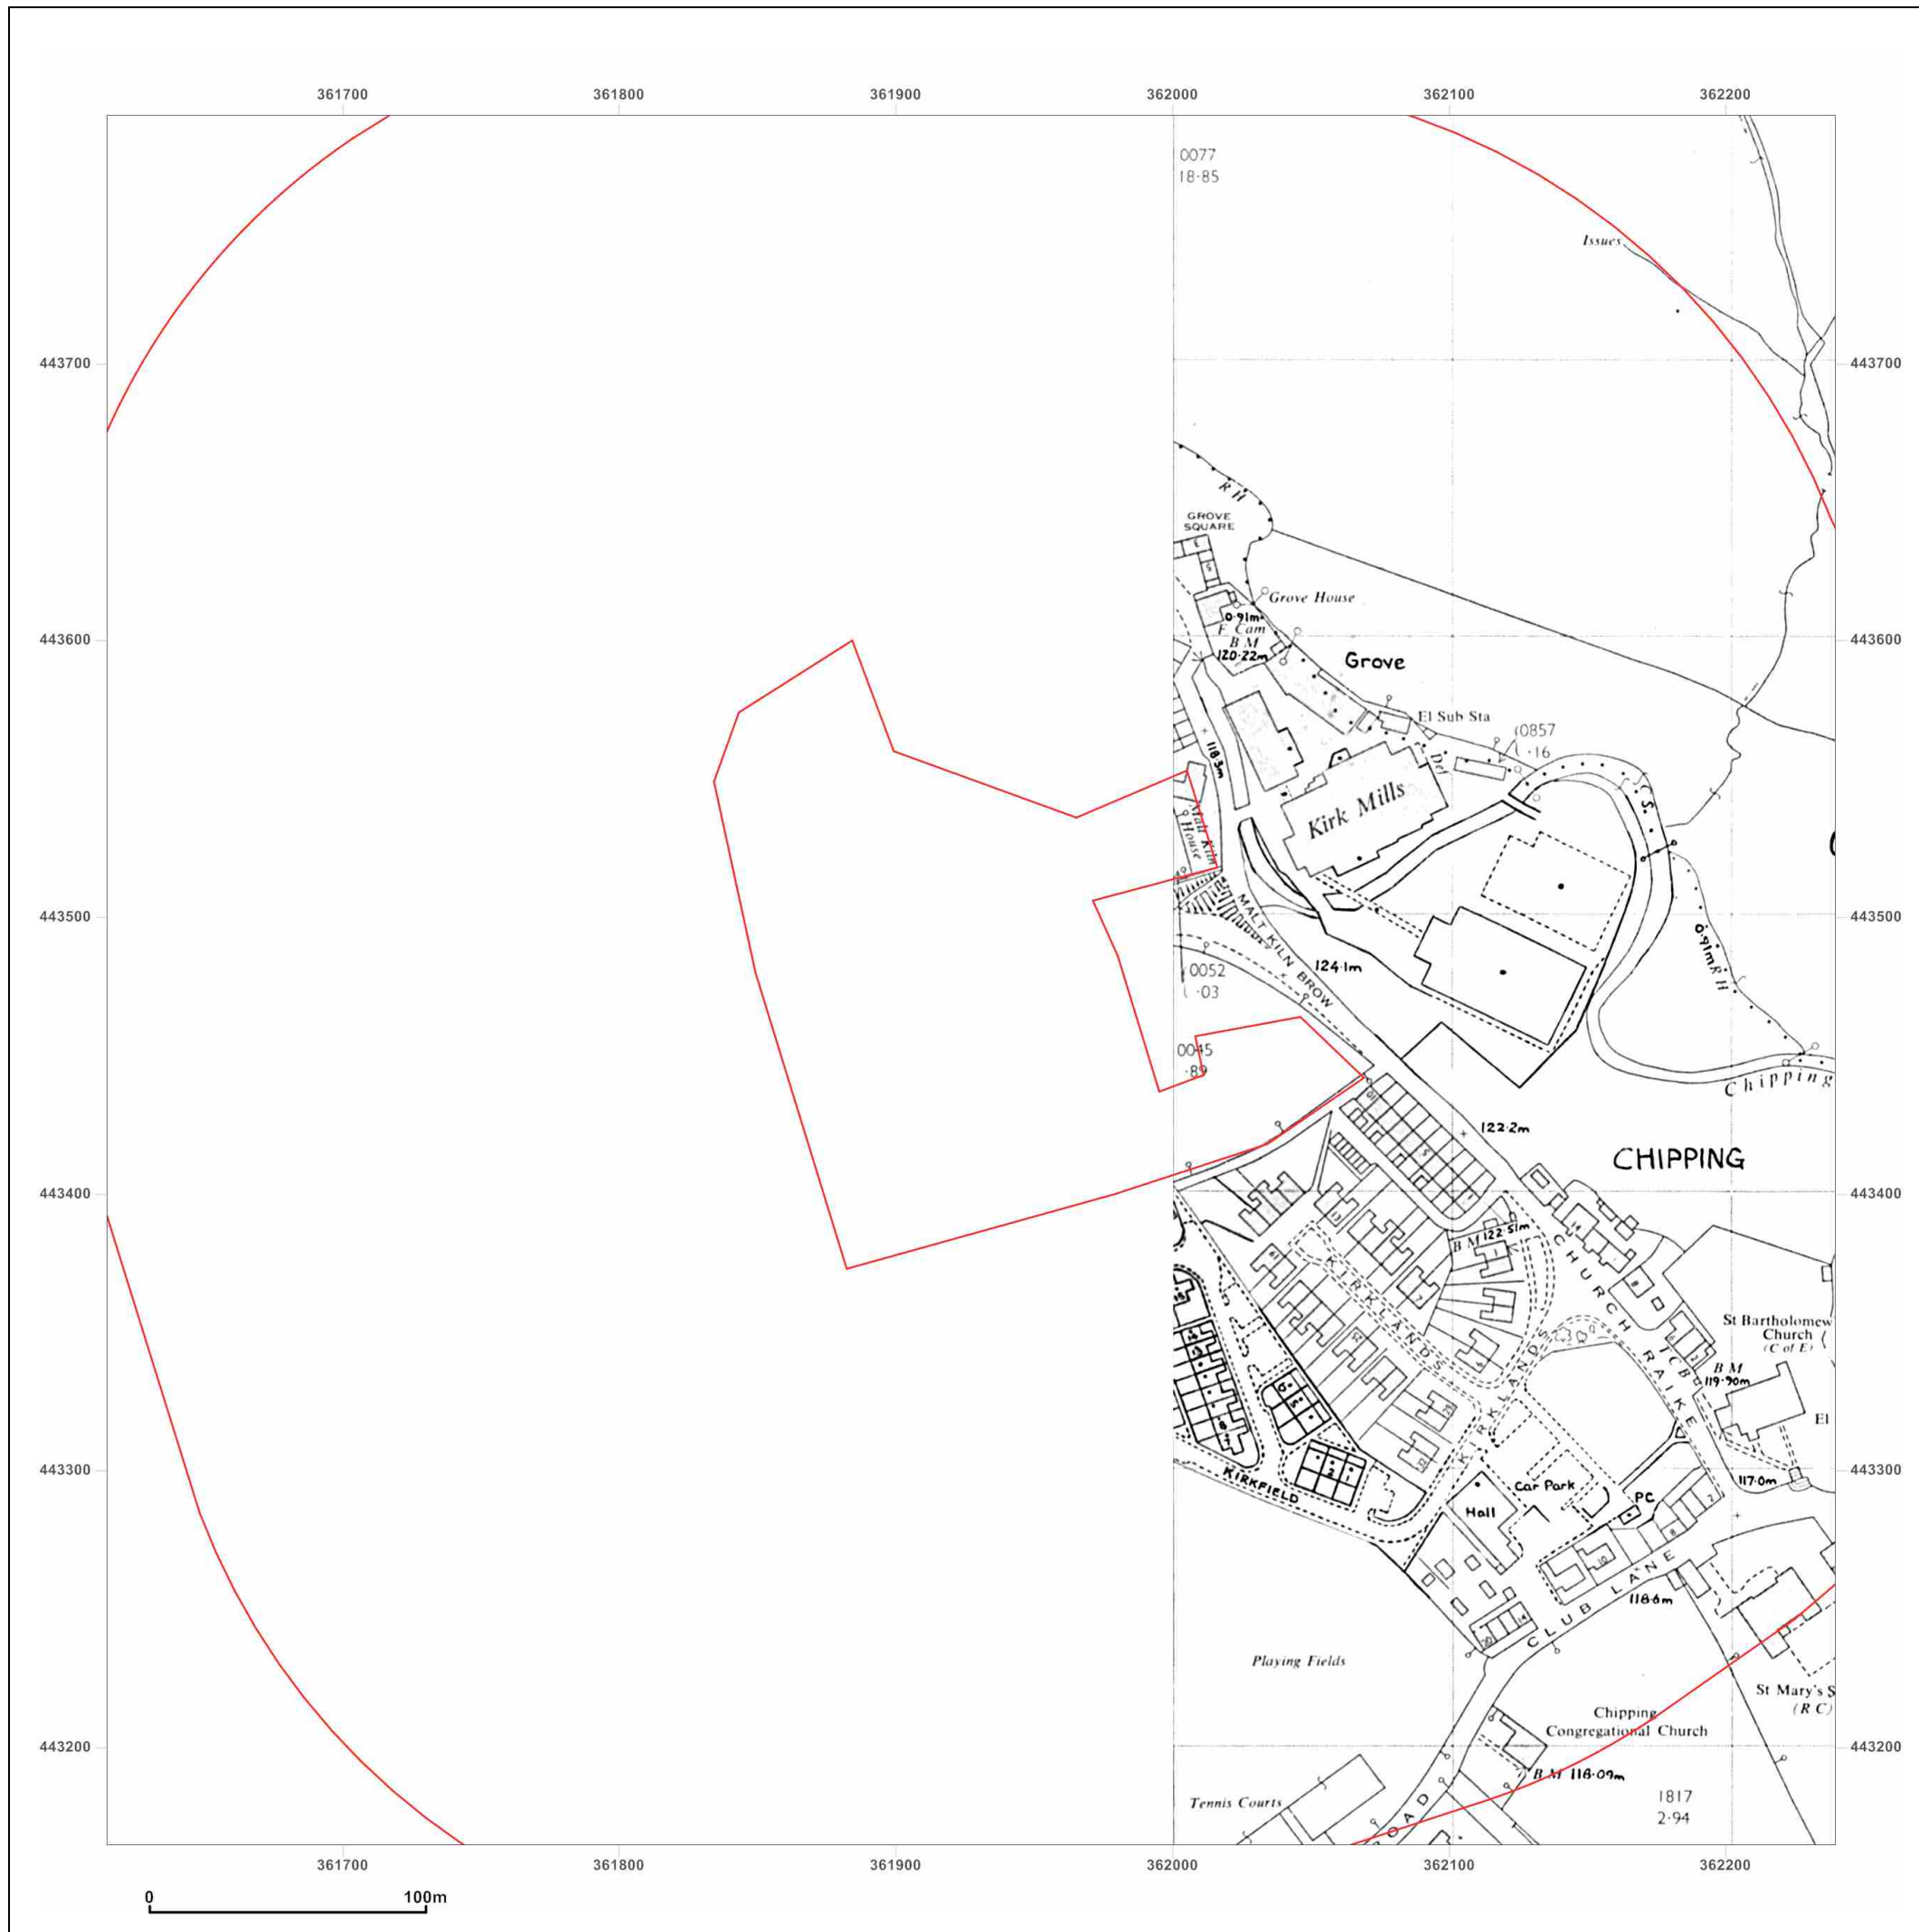 361700 361800 361900 362000 362100 362200
0077
18·85
Issues
443700 443700
R H
GROVE
SQUARE
Grove House
0·91m
F Cam
B M
120·22m
443600 443600
Grove
El Sub Sta
0857
·16
118·3m
Def
Kirk Mills
C S
Malt Kiln
House
443500 443500
MALT KILN BROW
124·1m
0·91m R H
0052
·03
0045
·89
Chipping
122·2m
CHIPPING
443400 443400
B M 122·51m
CHURCH RAIKE
KIRKLANDS
KIRKLANDS
St Bartholomew
Church
(C of E)
TCB
B M
119·90m
El
443300 443300
KIRKFIELD
Car Park
117·0m
PC
Hall
CLUB LANE
118·6m
Playing Fields
St Mary's S
(R C)
Chipping
Congregational Church
443200 443200
B M 118·09m
1817
2·94
Tennis Courts
OAD
361700 361800 361900 362000 362100 362200
0 100m